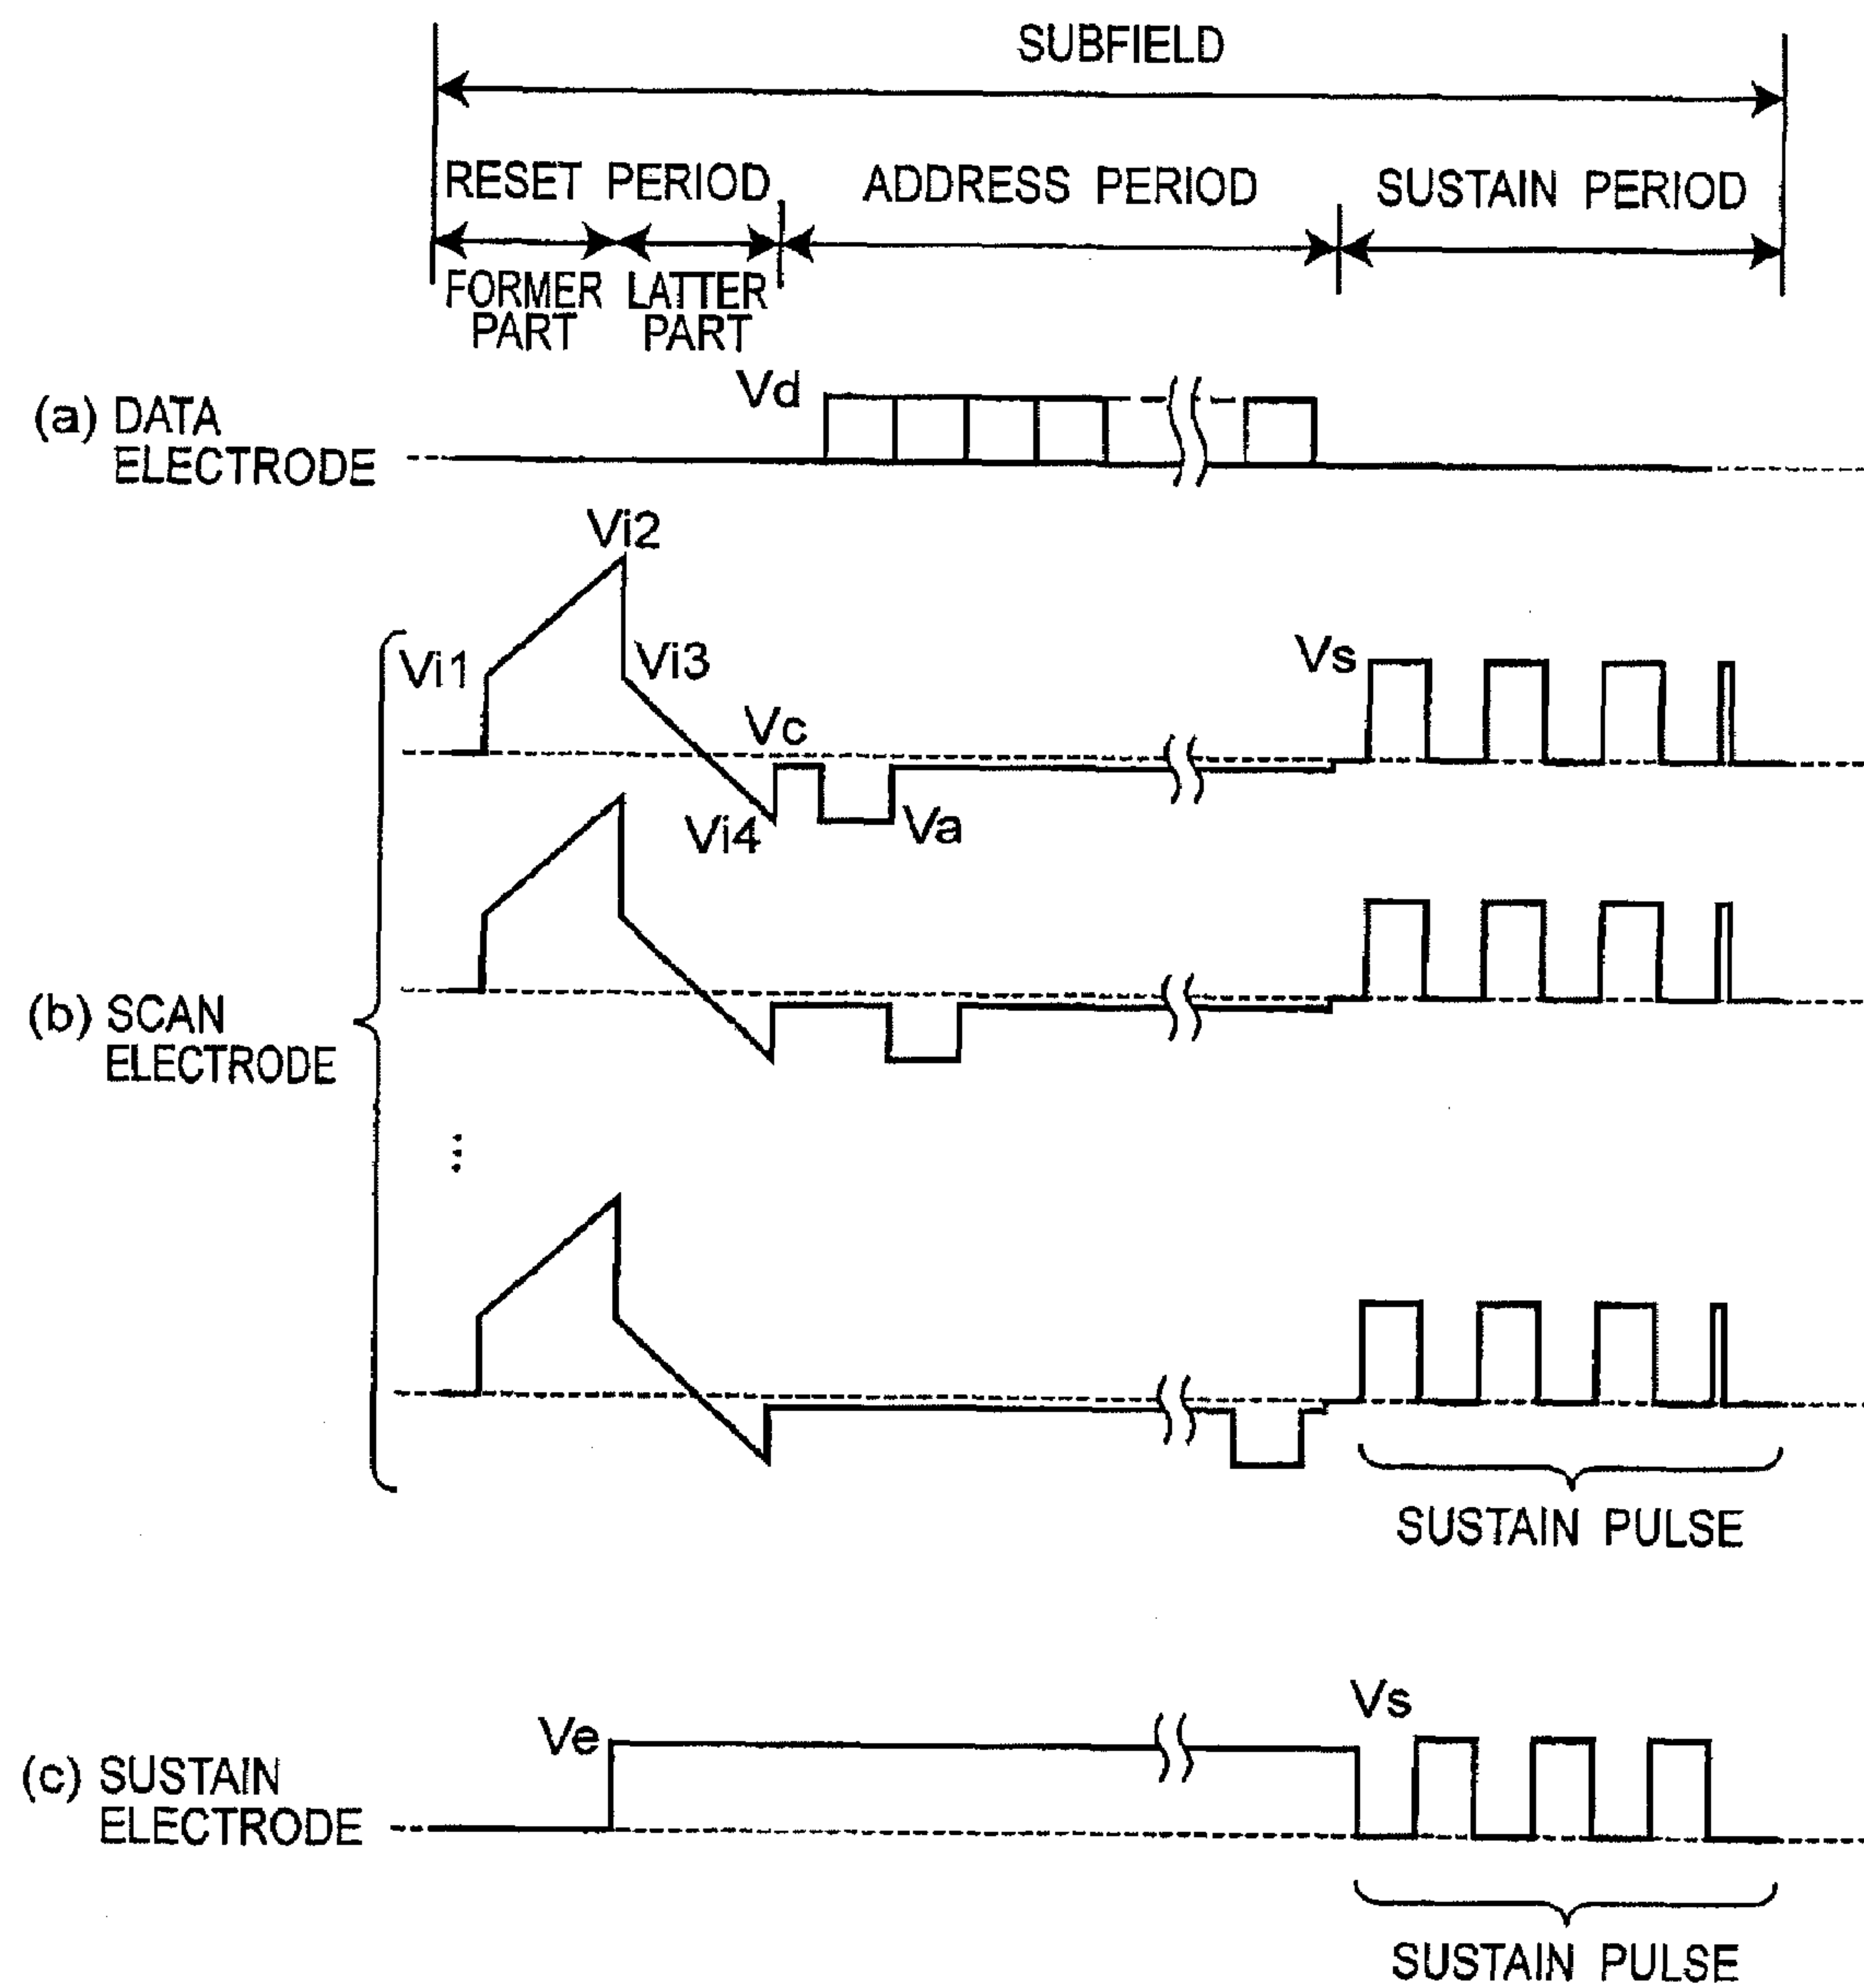 SUBFIELD
RESET PERIOD
ADDRESS PERIOD
SUSTAIN PERIOD
FORMER PART
LATTER PART
(a) DATA ELECTRODE
Vd
Vi2
Vi1
Vi3
Vc
Vi4
Va
Vs
(b) SCAN ELECTRODE
⋮
SUSTAIN PULSE
Ve
Vs
(c) SUSTAIN ELECTRODE
SUSTAIN PULSE